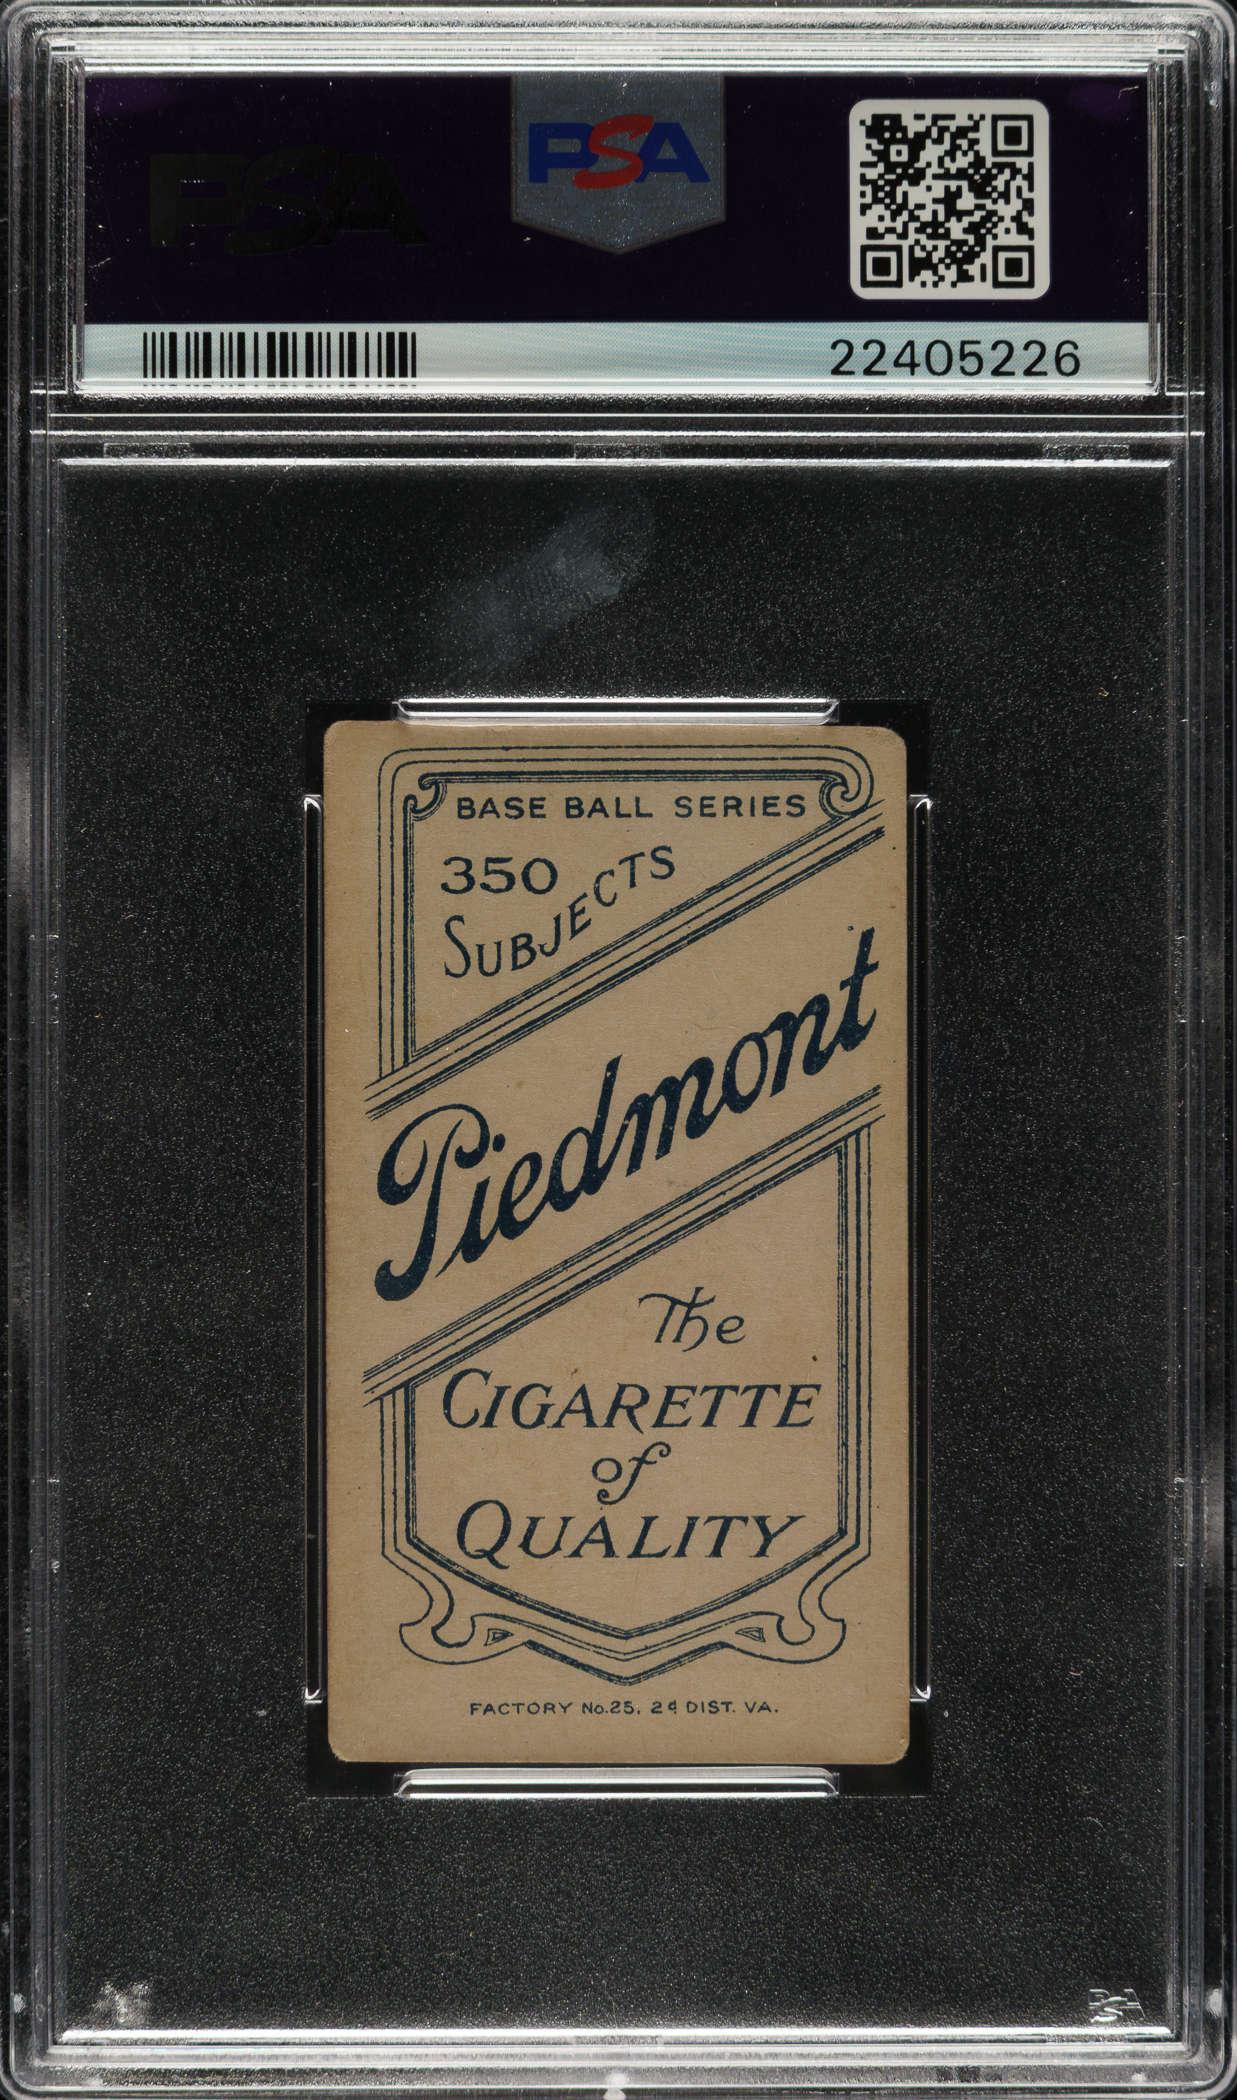 PSA
PSA
22405226
BASE BALL SERIES
350
SUBJECTS
Piedmont
The
CIGARETTE
of
QUALITY
FACTORY No. 25, 2d DIST. VA.
PSA